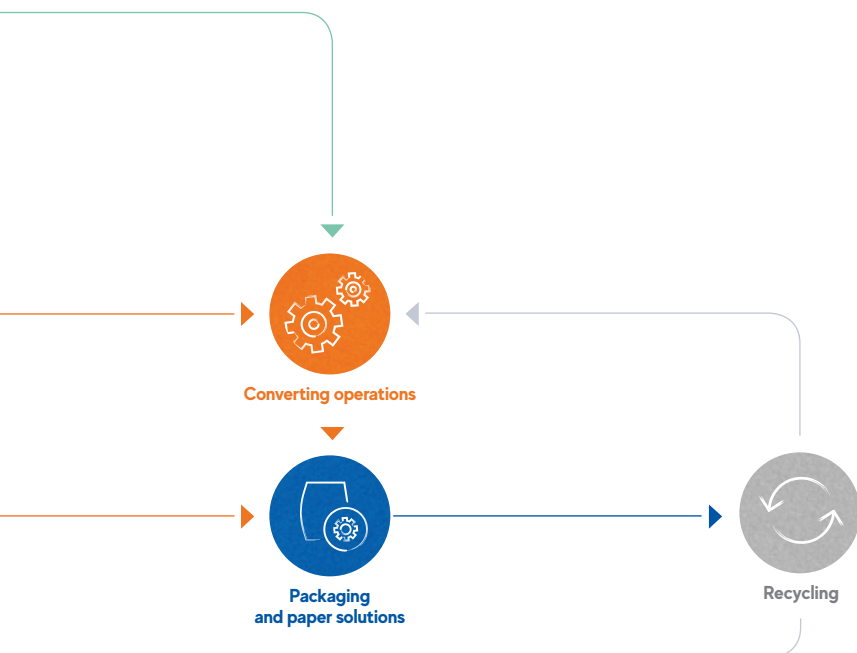 Converting operations
Packaging
and paper solutions
Recycling